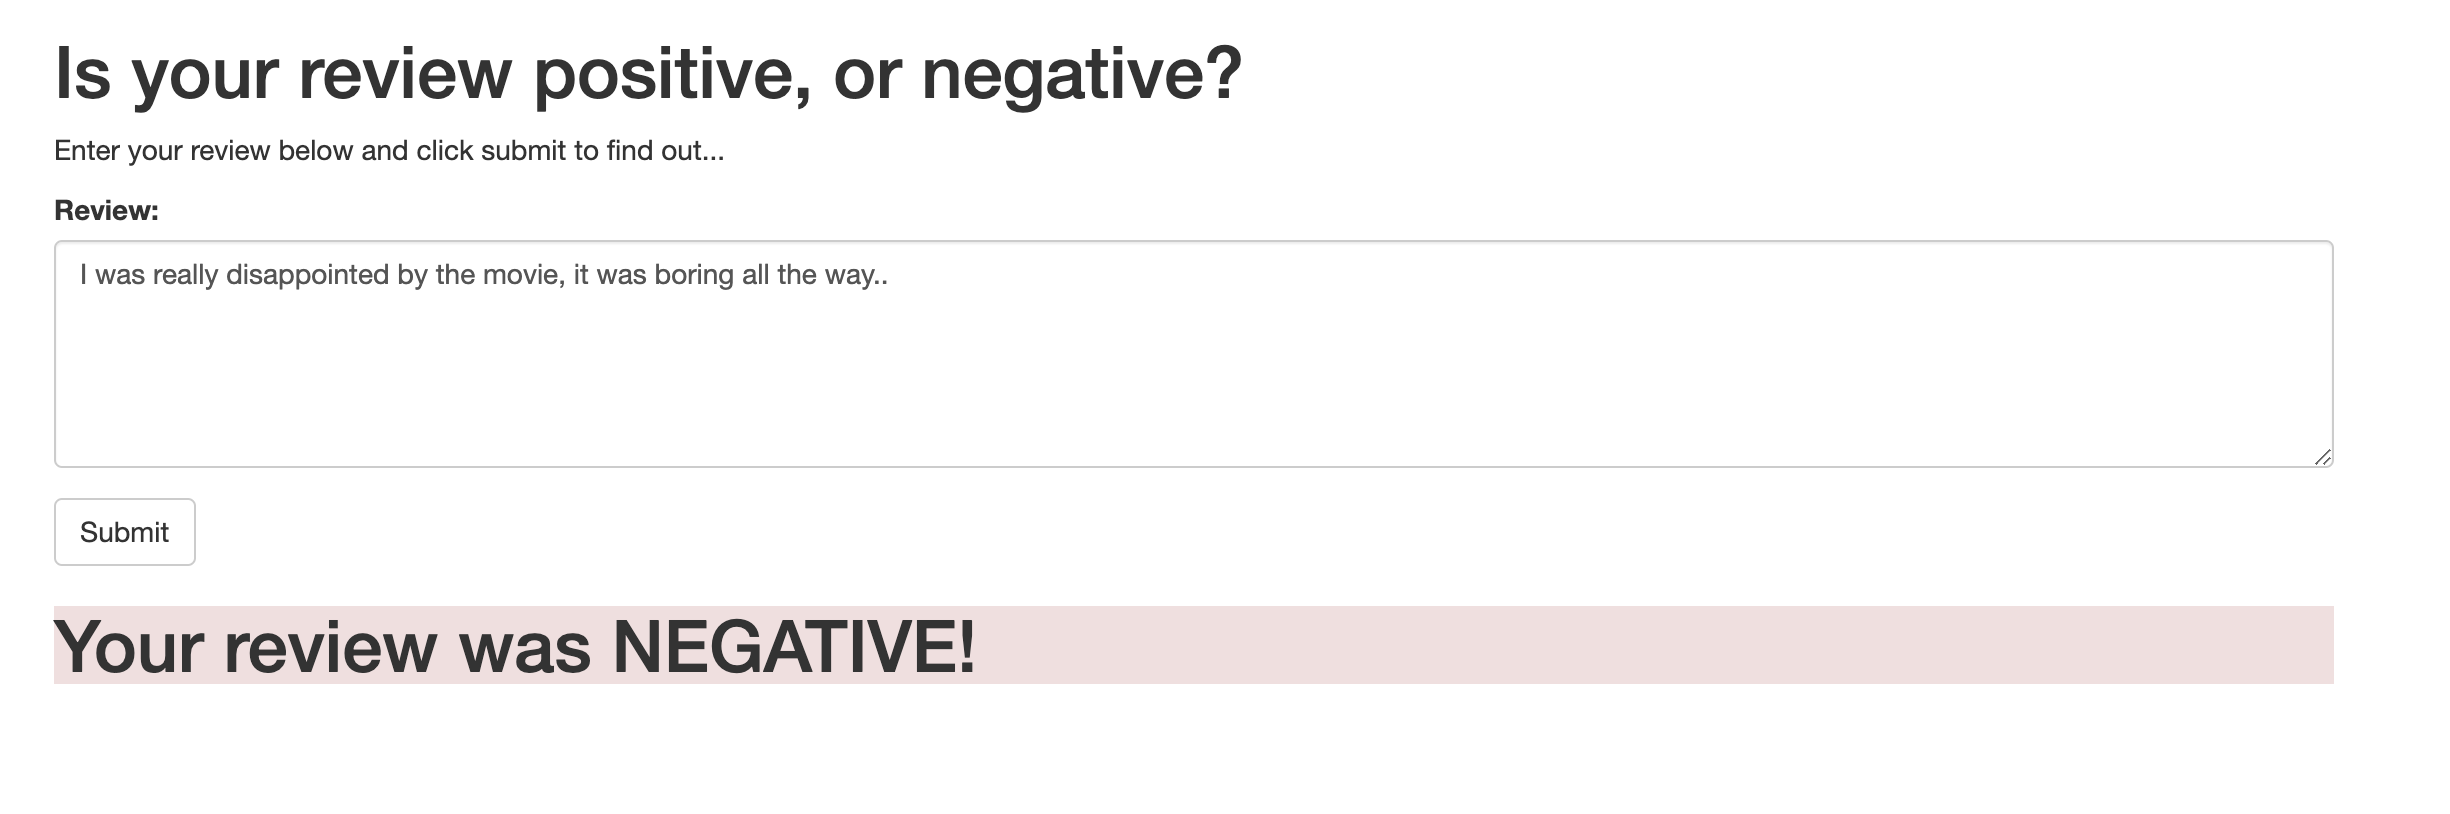 Is your review positive, or negative?
Enter your review below and click submit to find out...
Review:
I was really disappointed by the movie, it was boring all the way..
Submit
Your review was NEGATIVE!